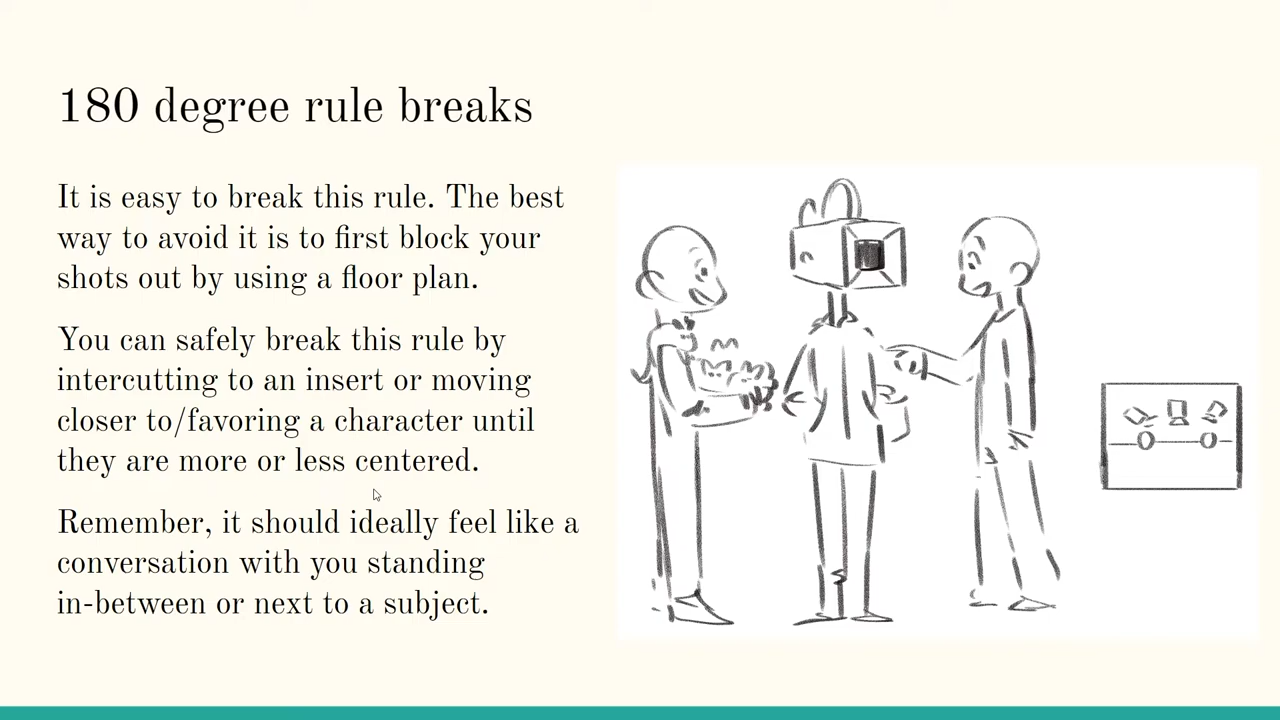 180 degree rule breaks
It is easy to break this rule. The best
way to avoid it is to first block your
shots out by using a floor plan.
You can safely break this rule by
intercutting to an insert or moving
closer to/favoring a character until
they are more or less centered.
Remember, it should ideally feel like a
conversation with you standing
in-between or next to a subject.